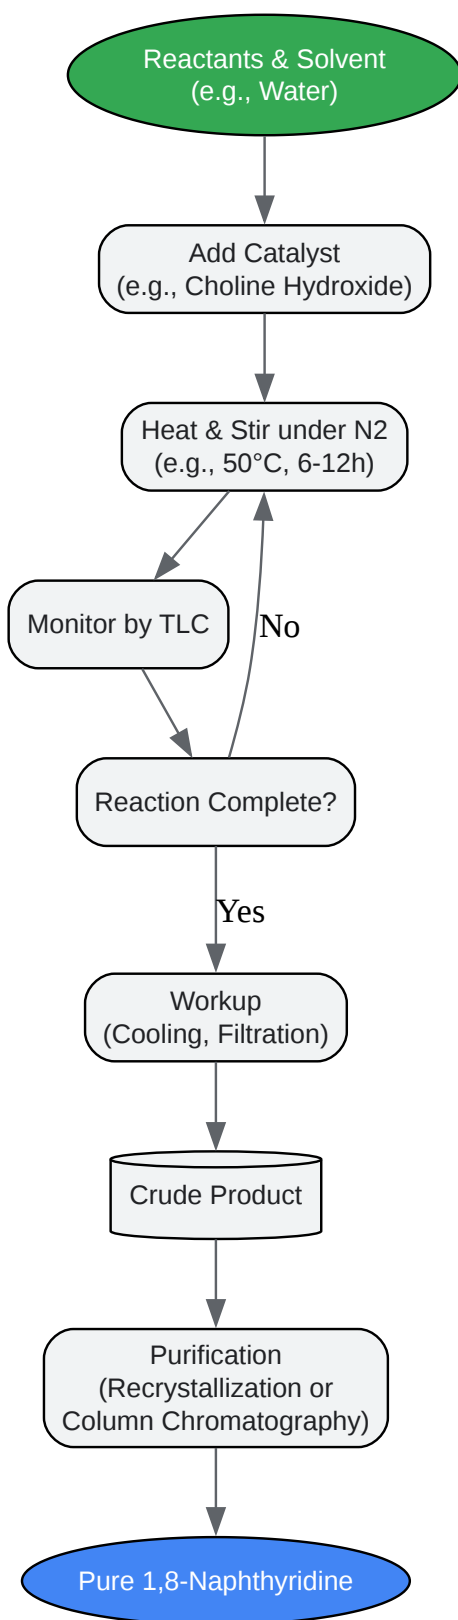 Reactants & Solvent
(e.g., Water)
Add Catalyst
(e.g., Choline Hydroxide)
Heat & Stir under N2
(e.g., 50°C, 6-12h)
Monitor by TLC
No
Reaction Complete?
Yes
Workup
(Cooling, Filtration)
Crude Product
Purification
(Recrystallization or
Column Chromatography)
Pure 1,8-Naphthyridine